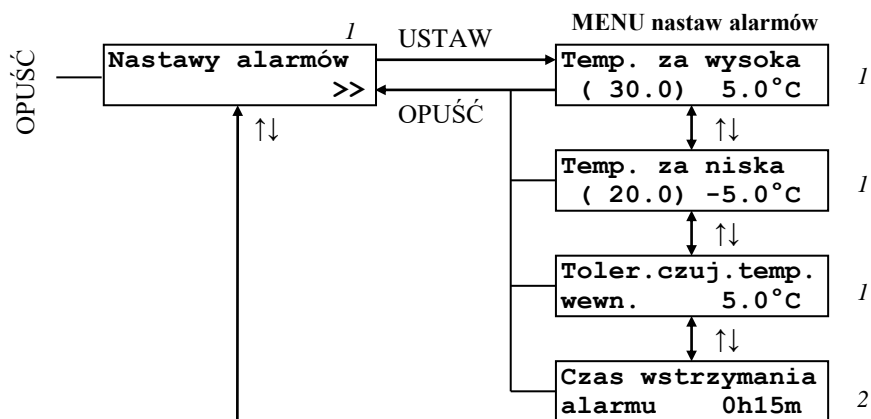 MENU nastaw alarmów
1
OPUŚĆ
Nastawy alarmów
>>
USTAW
OPUŚĆ
↑↓
Temp. za wysoka
( 30.0) 5.0°C
1
↑↓
Temp. za niska
( 20.0) -5.0°C
1
↑↓
Toler.czuj.temp.
wewn. 5.0°C
1
↑↓
Czas wstrzymania
alarmu 0h15m
2